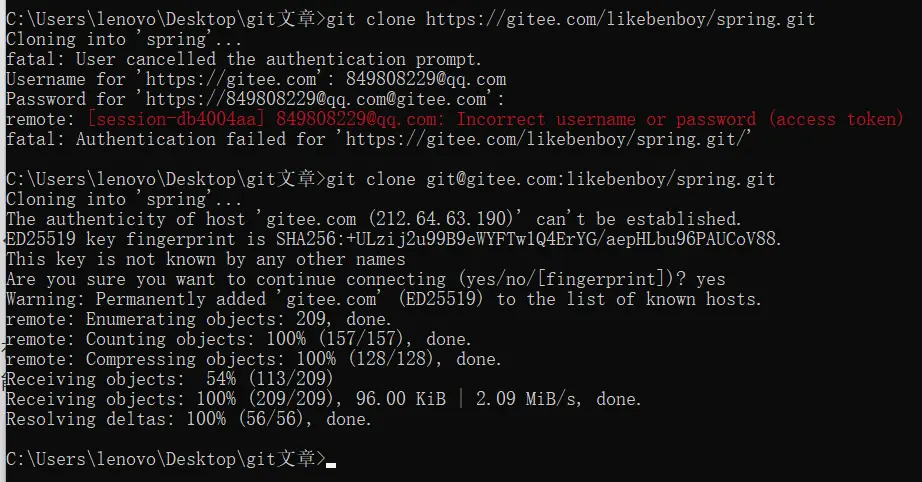 C:\Users\lenovo\Desktop\git文章>git clone https://gitee.com/likebenboy/spring.git
Cloning into 'spring'...
fatal: User cancelled the authentication prompt.
Username for 'https://gitee.com': 849808229@qq.com
Password for 'https://849808229@qq.com@gitee.com':
remote: [session-db4004aa] 849808229@qq.com: Incorrect username or password (access token)
fatal: Authentication failed for 'https://gitee.com/likebenboy/spring.git/'
C:\Users\lenovo\Desktop\git文章>git clone git@gitee.com:likebenboy/spring.git
Cloning into 'spring'...
The authenticity of host 'gitee.com (212.64.63.190)' can't be established.
ED25519 key fingerprint is SHA256:+ULzij2u99B9eWYFTw1Q4ErYG/aepHLbu96PAUCoV88.
This key is not known by any other names
Are you sure you want to continue connecting (yes/no/[fingerprint])? yes
Warning: Permanently added 'gitee.com' (ED25519) to the list of known hosts.
remote: Enumerating objects: 209, done.
remote: Counting objects: 100% (157/157), done.
remote: Compressing objects: 100% (128/128), done.
Receiving objects:  54% (113/209)
Receiving objects: 100% (209/209), 96.00 KiB | 2.09 MiB/s, done.
Resolving deltas: 100% (56/56), done.
C:\Users\lenovo\Desktop\git文章>